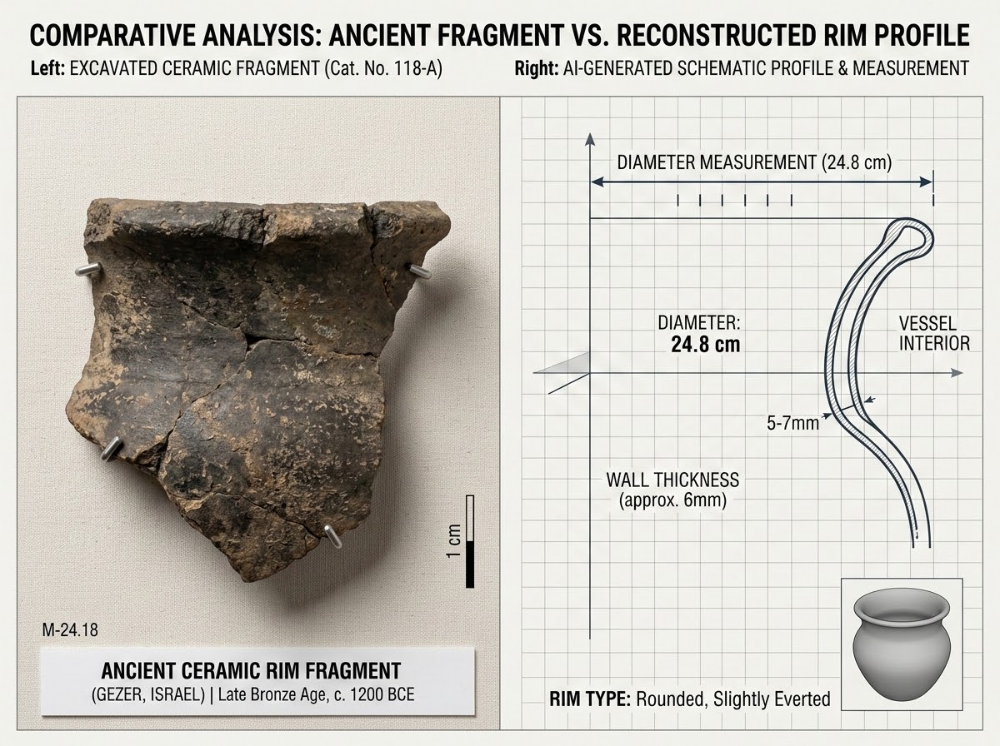 COMPARATIVE ANALYSIS: ANCIENT FRAGMENT VS. RECONSTRUCTED RIM PROFILE
Left: EXCAVATED CERAMIC FRAGMENT (Cat. No. 118-A)
Right: AI-GENERATED SCHEMATIC PROFILE & MEASUREMENT
1 cm
M-24.18
ANCIENT CERAMIC RIM FRAGMENT
(GEZER, ISRAEL) | Late Bronze Age, c. 1200 BCE
DIAMETER MEASUREMENT (24.8 cm)
DIAMETER:
24.8 cm
VESSEL
INTERIOR
5-7mm
WALL THICKNESS
(approx. 6mm)
RIM TYPE: Rounded, Slightly Everted